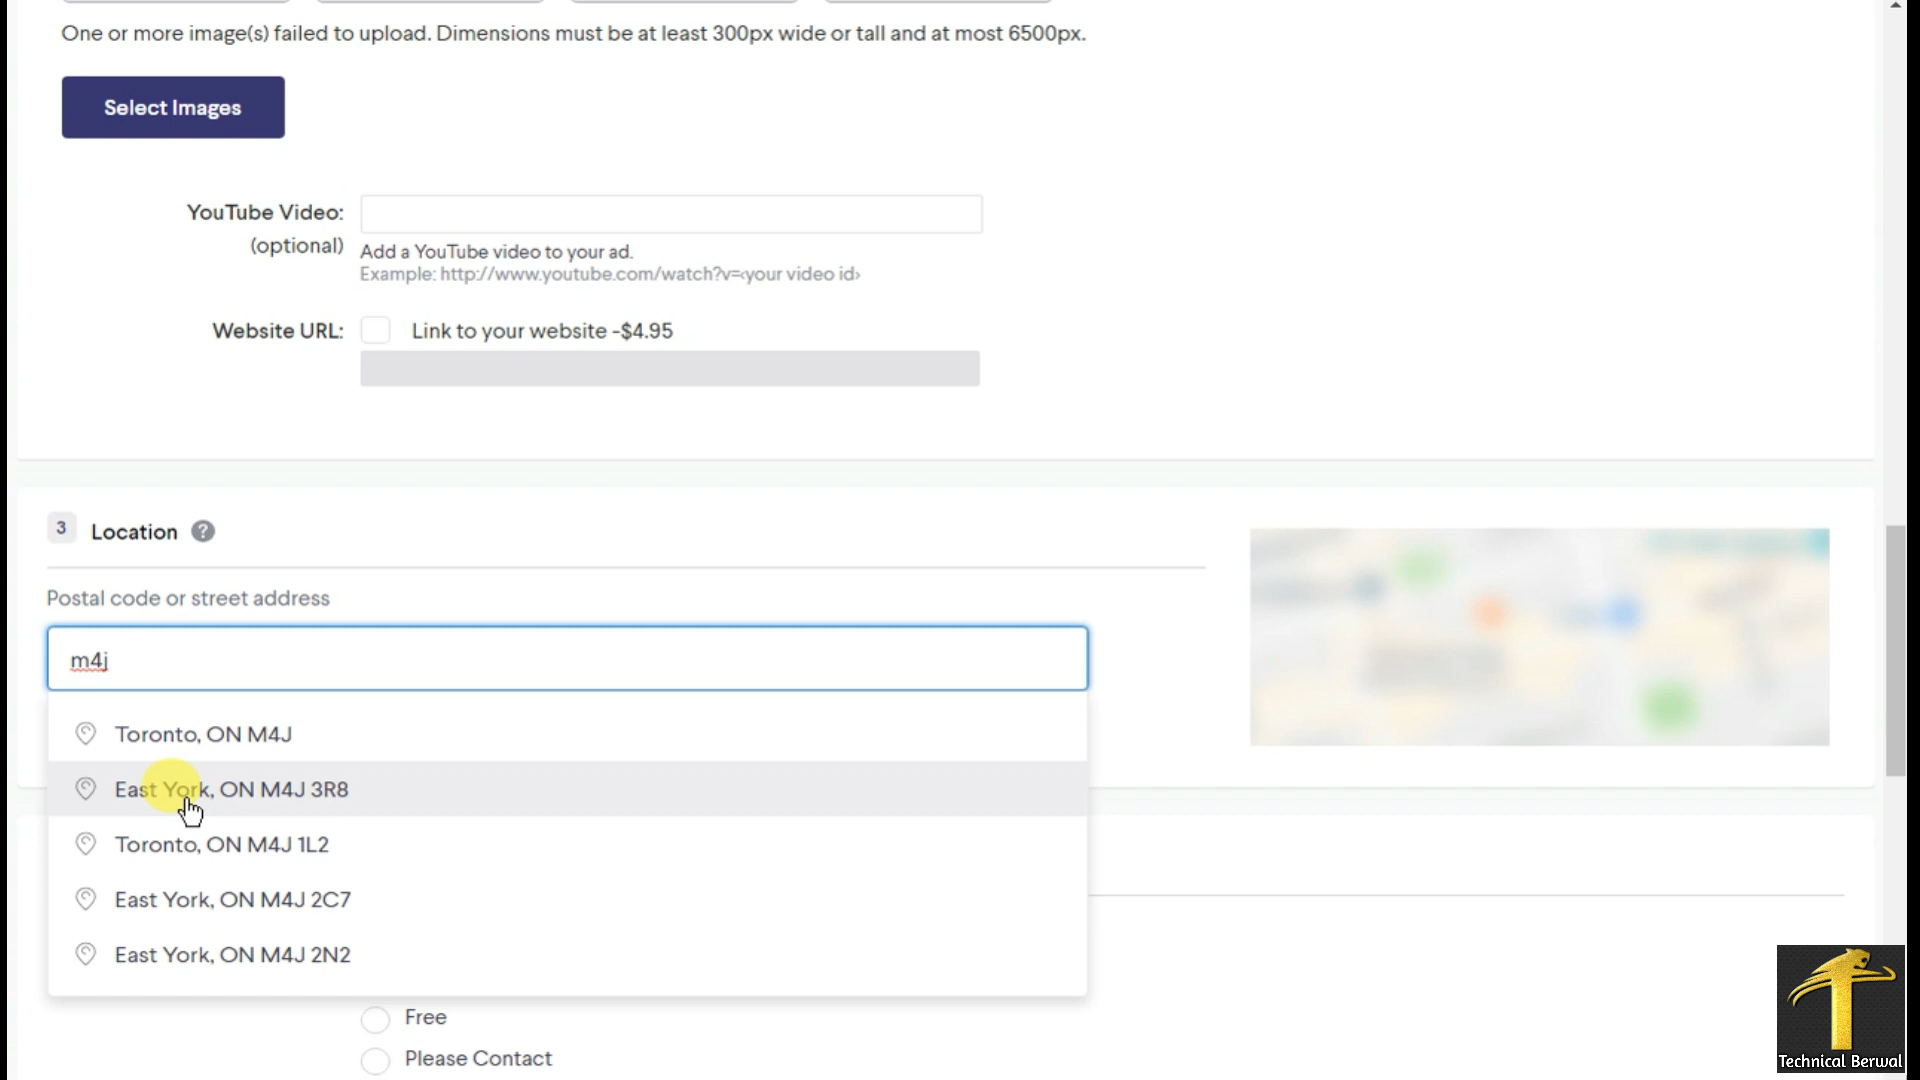 One or more image(s) failed to upload. Dimensions must be at least 300px wide or tall and at most 6500px.
Select Images
YouTube Video:
(optional)
Add a YouTube video to your ad.
Example: http://www.youtube.com/watch?v=<your video id>
Website URL:
Link to your website -$4.95
3 Location ?
Postal code or street address
m4j
Toronto, ON M4J
East York, ON M4J 3R8
Toronto, ON M4J 1L2
East York, ON M4J 2C7
East York, ON M4J 2N2
Free
Please Contact
Technical Berwal